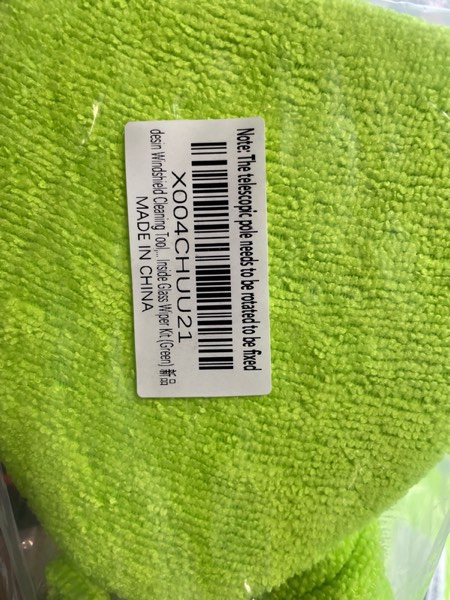 Note: The telescopic pole needs to be rotated to be fixed
X004CHUU21
desin Windshield Cleaning Tool,... Inside Glass Wiper Kit (Green) 新品
MADE IN CHINA